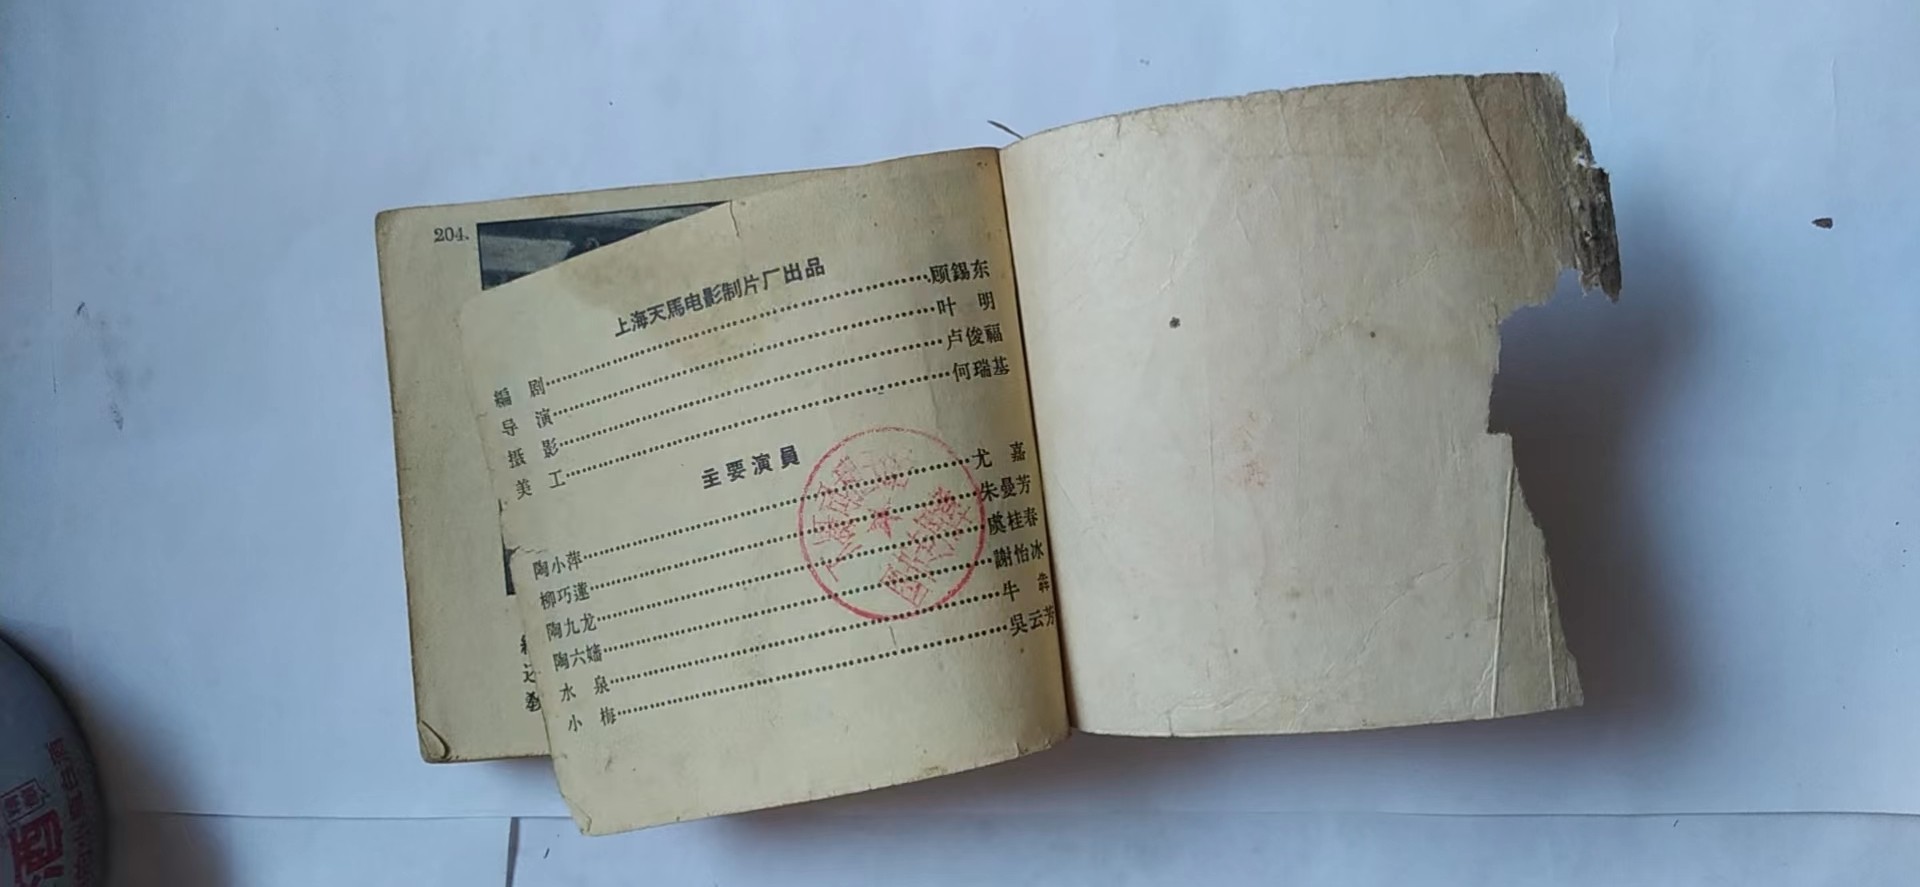 204.
上海天馬电影制片厂出品
編　剧……顾錫东
导　演……叶　明
摄　影……卢俊福
美　工……何瑞基
主要演員
陶小萍……尤　嘉
柳巧蓮……朱曼芳
陶九龙……虞桂春
陶六嬸……謝怡冰
水　泉……牛　犇
小　梅……吳云芳
酒